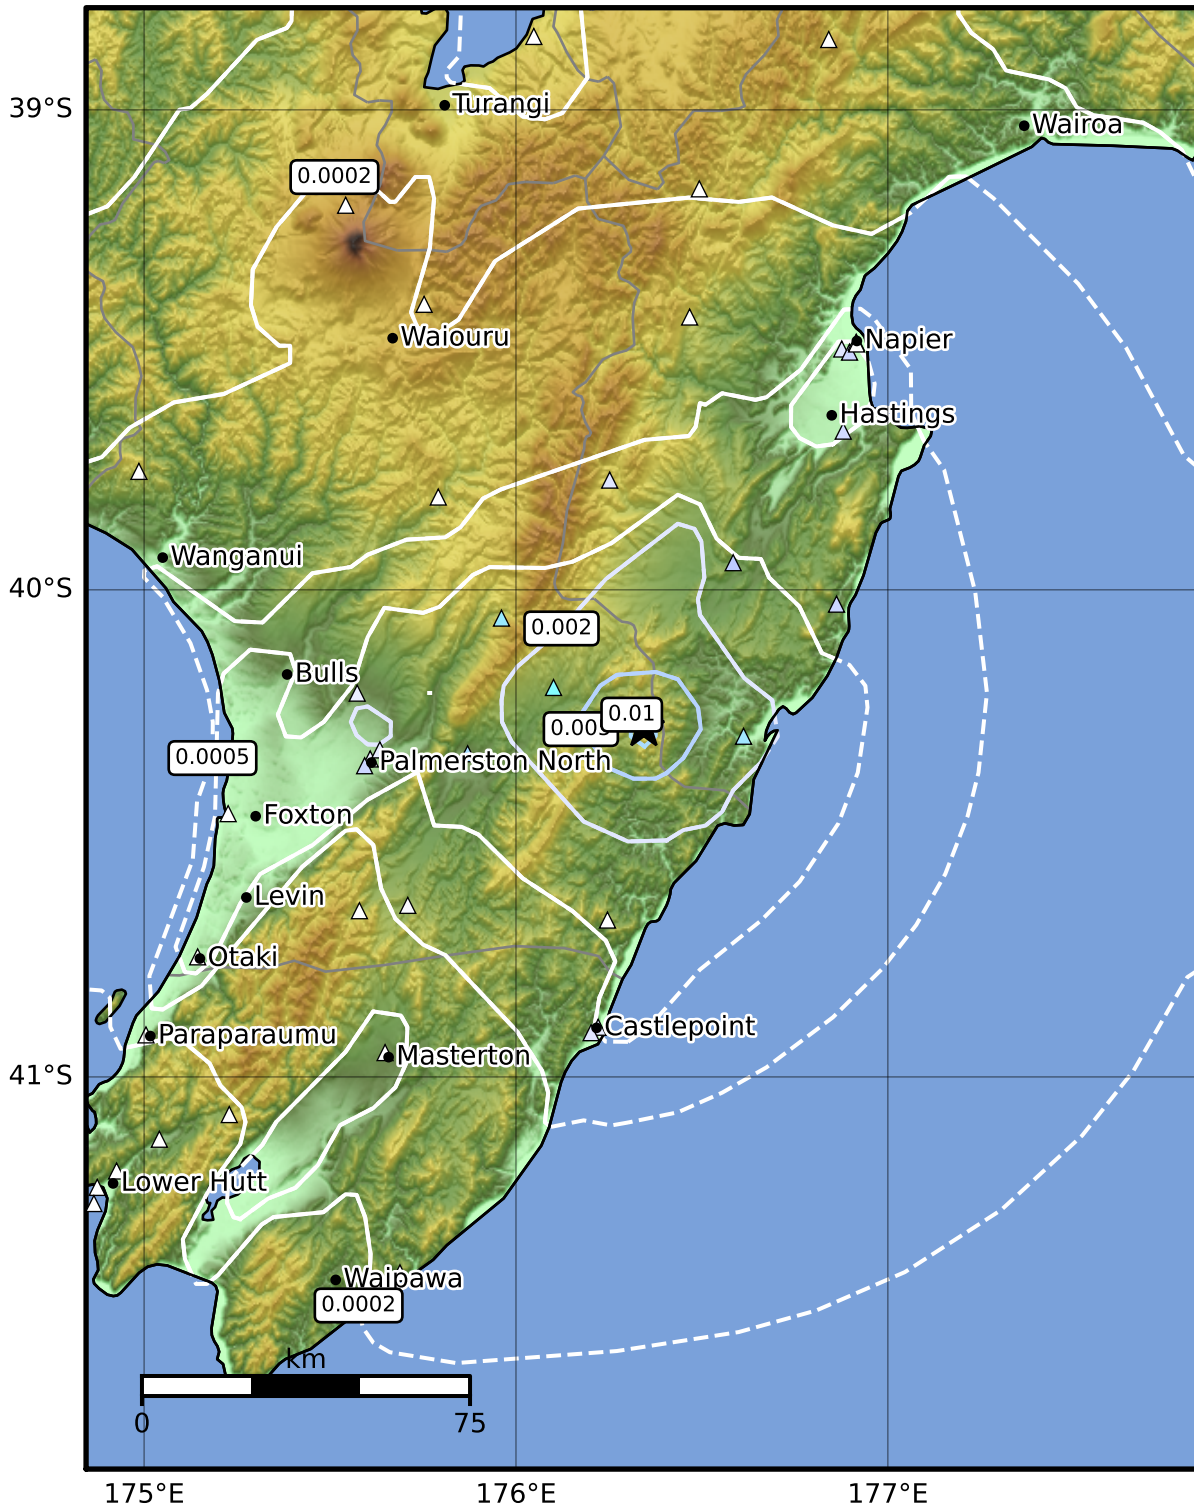 39°S
Turangi
Wairoa
0.0002
Waiouru
Napier
Hastings
Wanganui
40°S
0.002
Bulls
0.01
0.0005
Palmerston North
Foxton
Levin
Otaki
Castlepoint
Paraparaumu
Masterton
41°S
Lower Hutt
Waipawa
0.0002
km
0
75
175°E
176°E
177°E